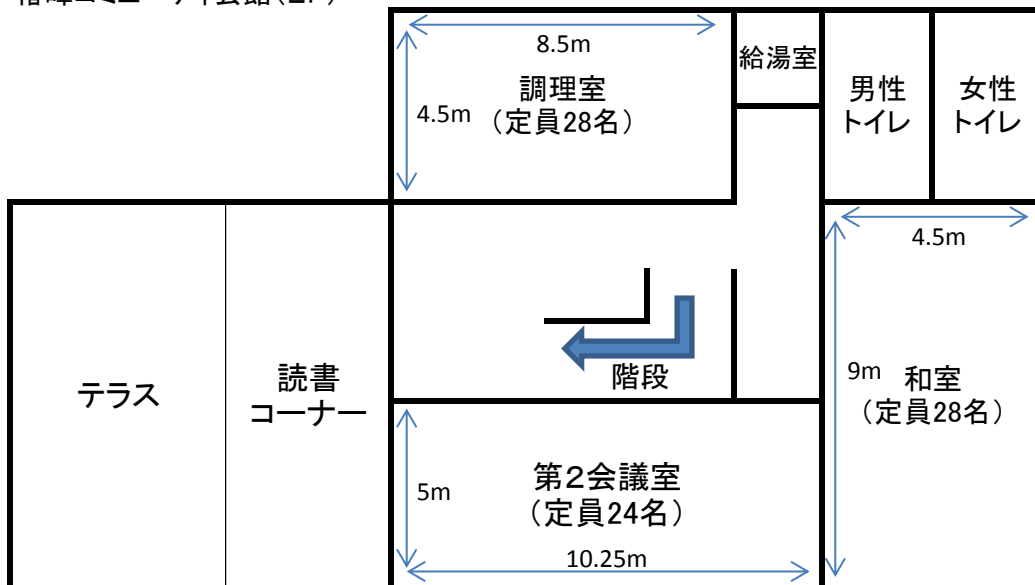 8.5m
給湯室
調理室
4.5m
（定員28名）
男性
トイレ
女性
トイレ
4.5m
テラス
読書
コーナー
階段
9m
和室
（定員28名）
第２会議室
5m
（定員24名）
10.25m